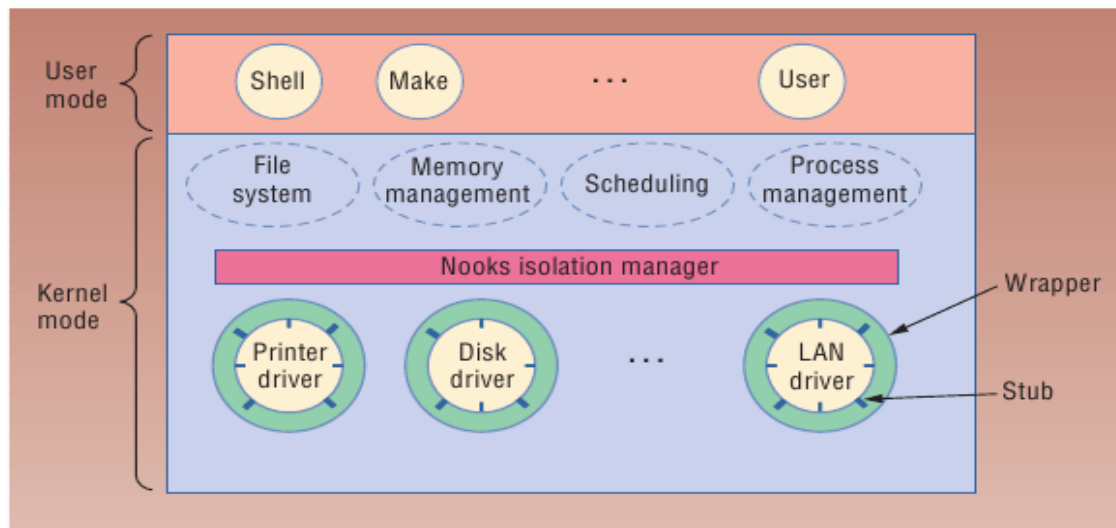 User
mode
Shell
Make
...
User
File
system
Memory
management
Scheduling
Process
management
Kernel
mode
Nooks isolation manager
Wrapper
Printer
driver
Disk
driver
...
LAN
driver
Stub